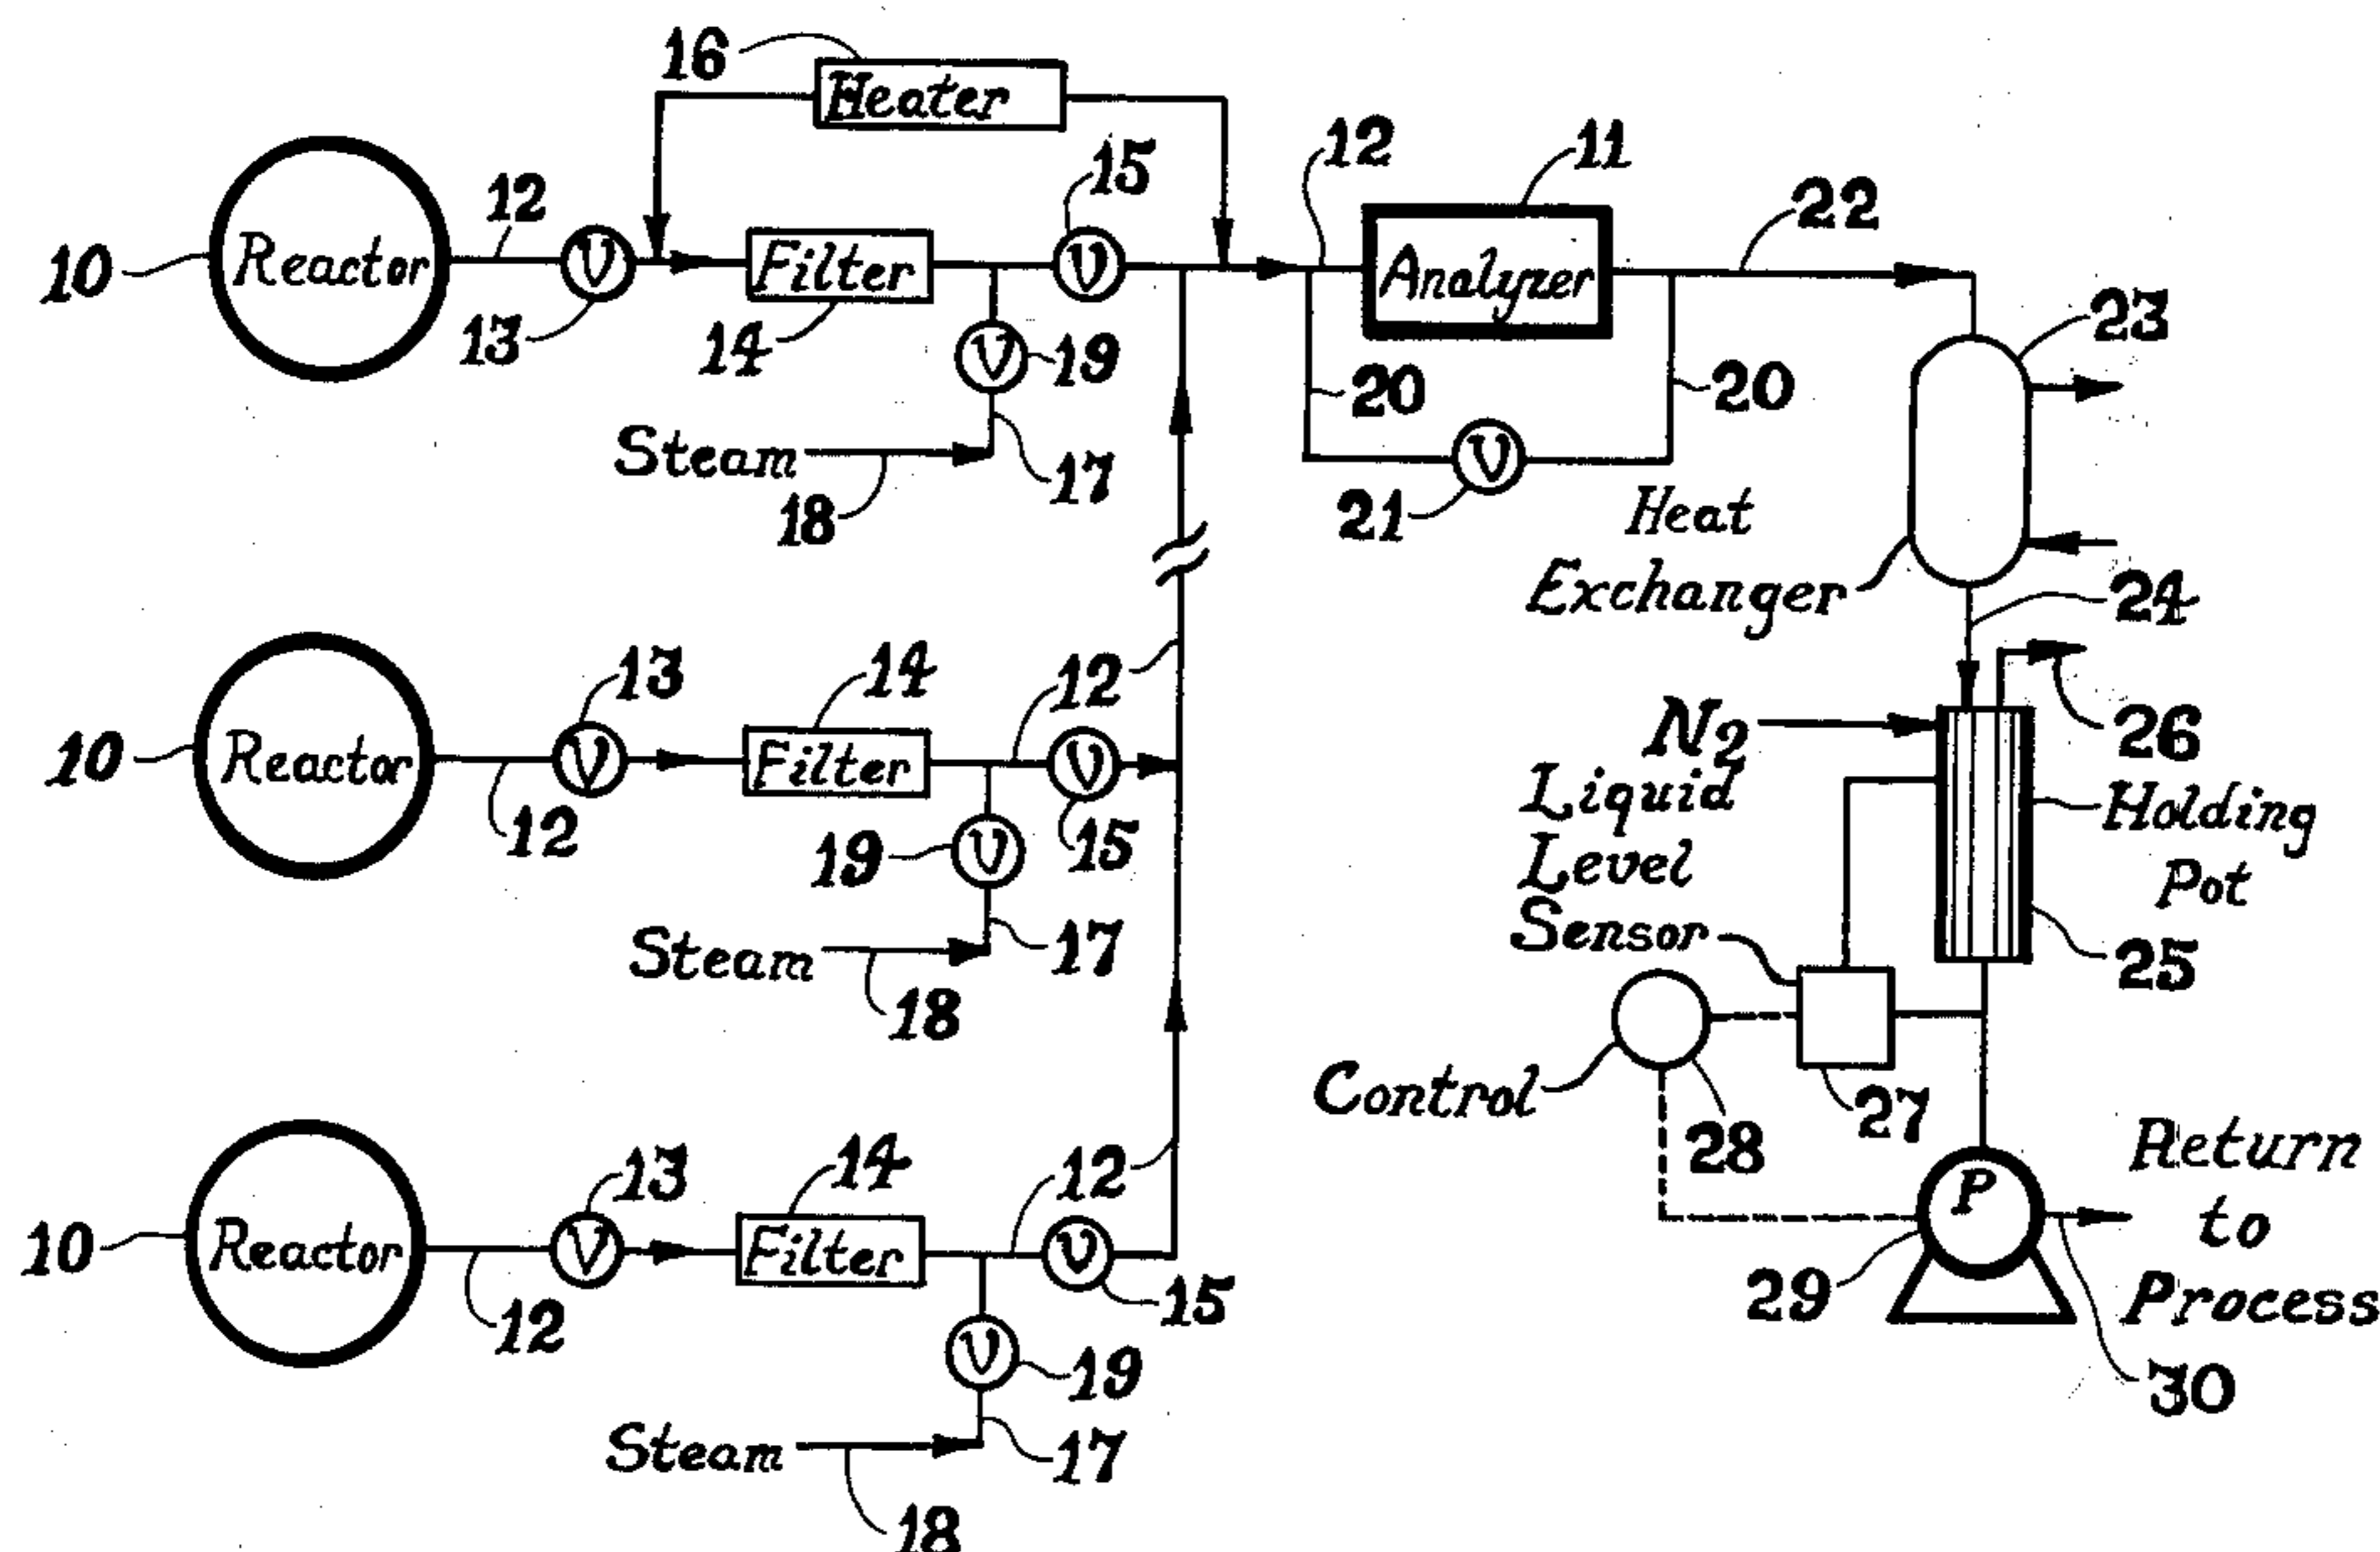 16
Heater
12
11
15
22
12
Reactor
V
Filter
V
Analyzer
10
23
13
14
V
19
20
20
Steam
17
V
18
21
Heat
Exchanger
24
13
14
12
N2
26
10
Reactor
V
Filter
V
Liquid
Level
Sensor
Holding
Pot
12
19
V
15
25
Steam
17
18
Control
28
27
13
14
12
Return
to
Process
P
10
Reactor
V
Filter
V
29
12
15
V
19
30
Steam
17
18